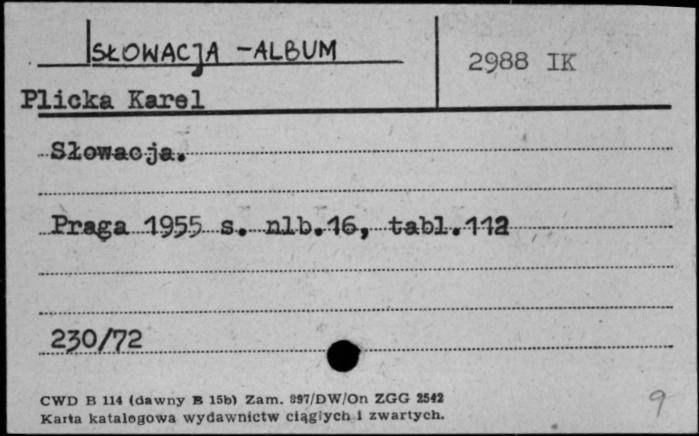 SŁOWACJA - ALBUM
2988 IK
Plicka Karel
Słowacja.
Praga 1955 s. nlb.16, tabl.112
230/72
CWD B 114 (dawny B 15b) Zam. 897/DW/On ZGG 2542
Karta katalogowa wydawnictw ciągłych i zwartych.
9